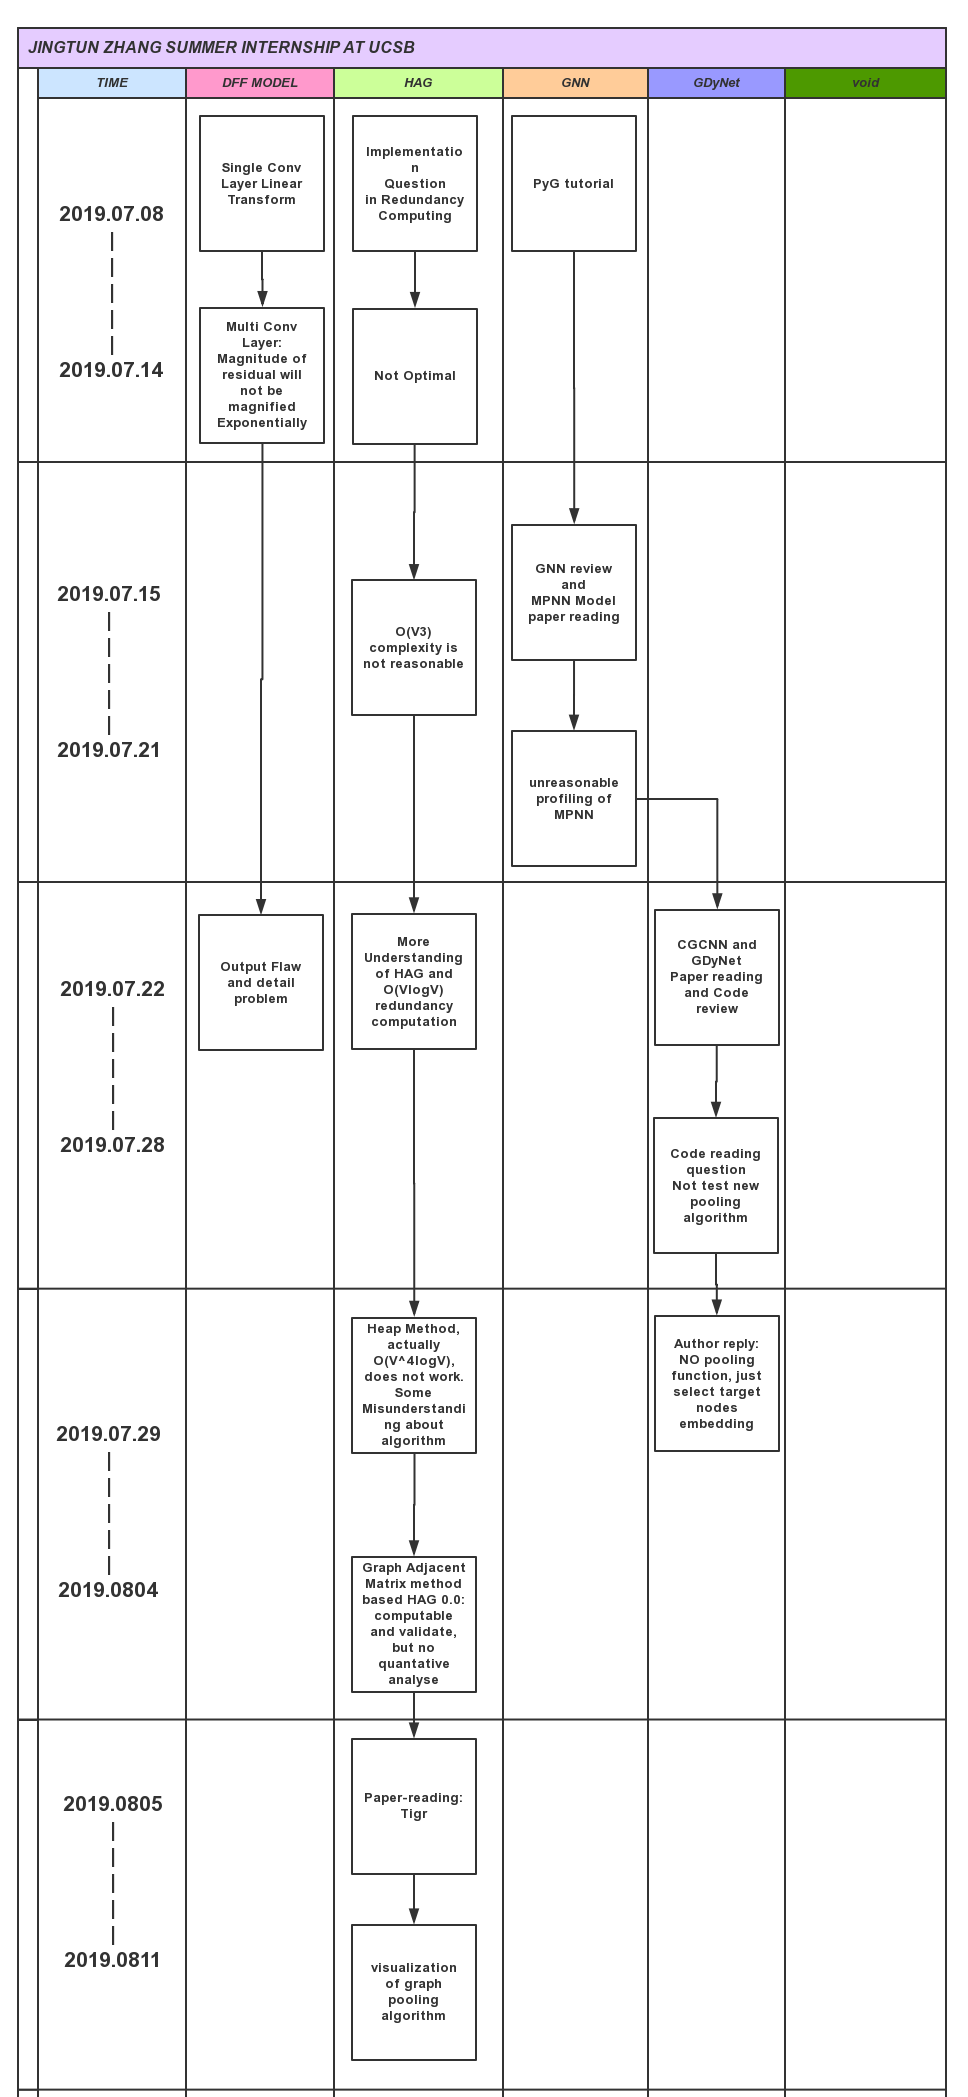 JINGTUN ZHANG SUMMER INTERNSHIP AT UCSB
TIME
DFF MODEL
HAG
GNN
GDyNet
void
2019.07.08
2019.07.14
Single Conv
Layer Linear
Transform
Multi Conv
Layer:
Magnitude of
residual will
not be
magnified
Exponentially
Implementatio
n
Question
in Redundancy
Computing
Not Optimal
PyG tutorial
2019.07.15
2019.07.21
O(V3)
complexity is
not reasonable
GNN review
and
MPNN Model
paper reading
unreasonable
profiling of
MPNN
2019.07.22
2019.07.28
Output Flaw
and detail
problem
More
Understanding
of HAG and
O(VlogV)
redundancy
computation
CGCNN and
GDyNet
Paper reading
and Code
review
Code reading
question
Not test new
pooling
algorithm
2019.07.29
2019.0804
Heap Method,
actually
O(V^4logV),
does not work.
Some
Misunderstandi
ng about
algorithm
Graph Adjacent
Matrix method
based HAG 0.0:
computable
and validate,
but no
quantative
analyse
Author reply:
NO pooling
function, just
select target
nodes
embedding
2019.0805
2019.0811
Paper-reading:
Tigr
visualization
of graph
pooling
algorithm